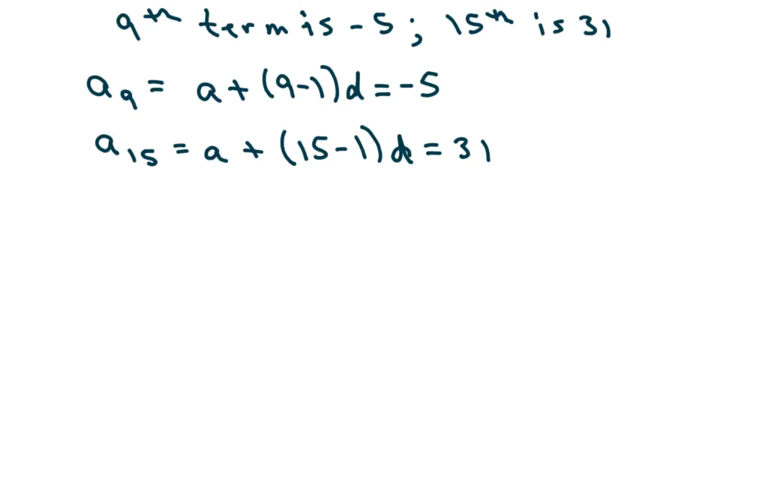 9th term is -5; 15th is 31
a₉ = a + (9-1)d = -5
a₁₅ = a + (15-1)d = 31